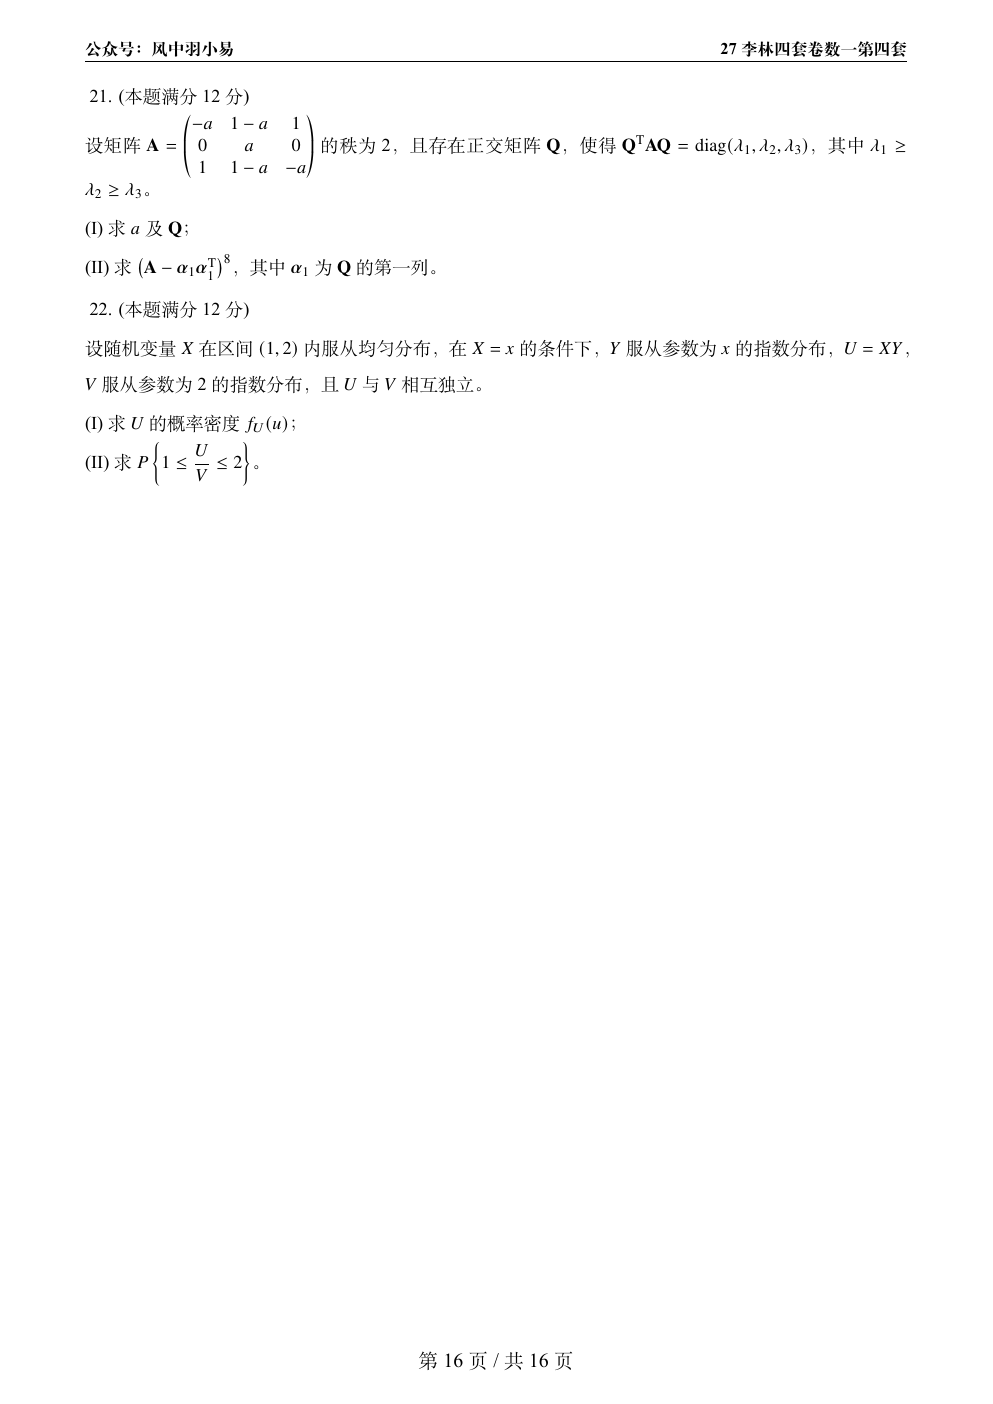 公众号：风中羽小易 27 李林四套卷数一第四套
21. (本题满分 12 分)
设矩阵 A = \begin{pmatrix} -a & 1-a & 1 \\ 0 & a & 0 \\ 1 & 1-a & -a \end{pmatrix} 的秩为 2，且存在正交矩阵 Q，使得 Q^T AQ = diag(λ₁, λ₂, λ₃)，其中 λ₁ ≥
λ₂ ≥ λ₃。
(I) 求 a 及 Q；
(II) 求 (A − α₁α₁^T)^8，其中 α₁ 为 Q 的第一列。
22. (本题满分 12 分)
设随机变量 X 在区间 (1, 2) 内服从均匀分布，在 X = x 的条件下，Y 服从参数为 x 的指数分布，U = XY，
V 服从参数为 2 的指数分布，且 U 与 V 相互独立。
(I) 求 U 的概率密度 f_U(u)；
(II) 求 P{1 ≤ \frac{U}{V} ≤ 2}。
第 16 页 / 共 16 页